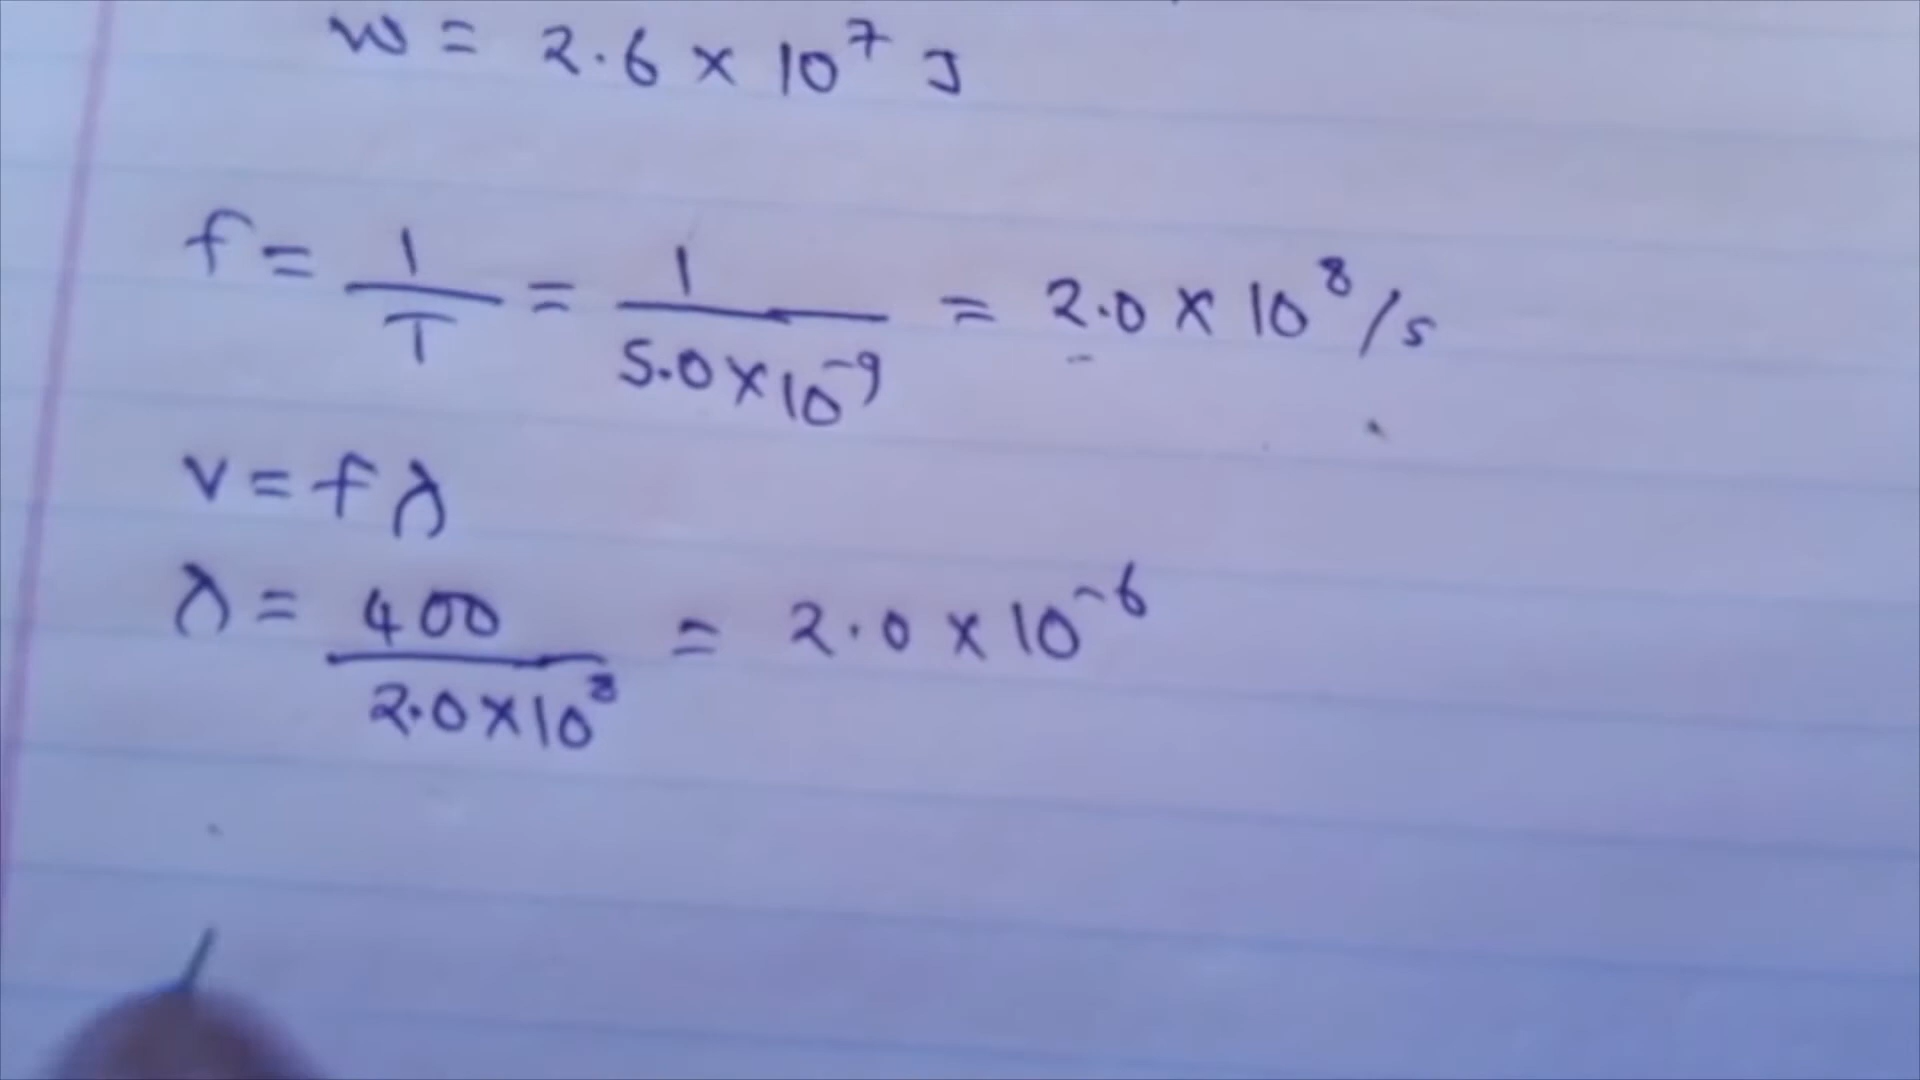 w = 2.6 × 10⁷ J
f = 1/T = 1/5.0×10⁻⁹ = 2.0 × 10⁸/s
v = fλ
λ = 400/2.0×10⁸ = 2.0 × 10⁻⁶